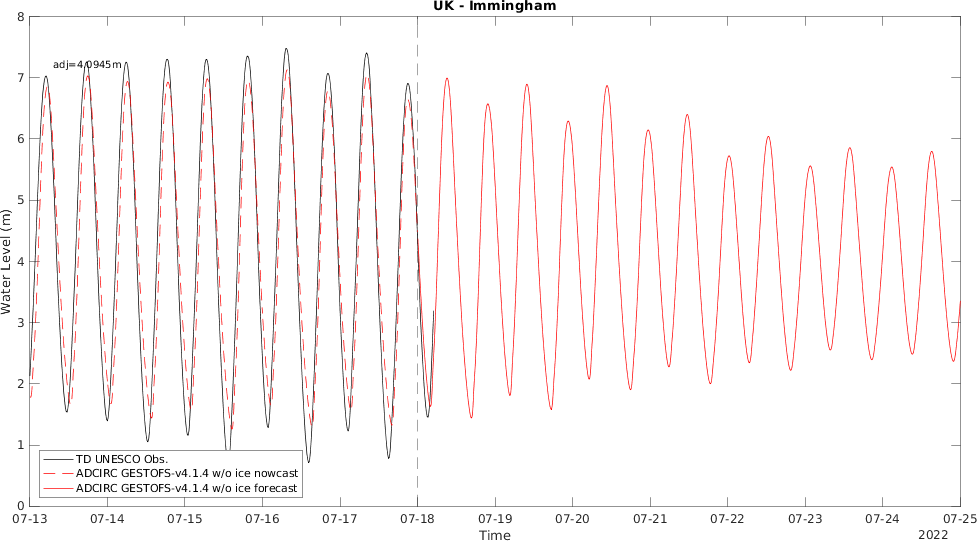 UK - Immingham
8
7
6
5
4
3
2
1
0
Water Level (m)
adj=4.0945m
TD UNESCO Obs.
ADCIRC GESTOFS-v4.1.4 w/o ice nowcast
ADCIRC GESTOFS-v4.1.4 w/o ice forecast
07-13 07-14 07-15 07-16 07-17 07-18 07-19 07-20 07-21 07-22 07-23 07-24 07-25
Time
2022